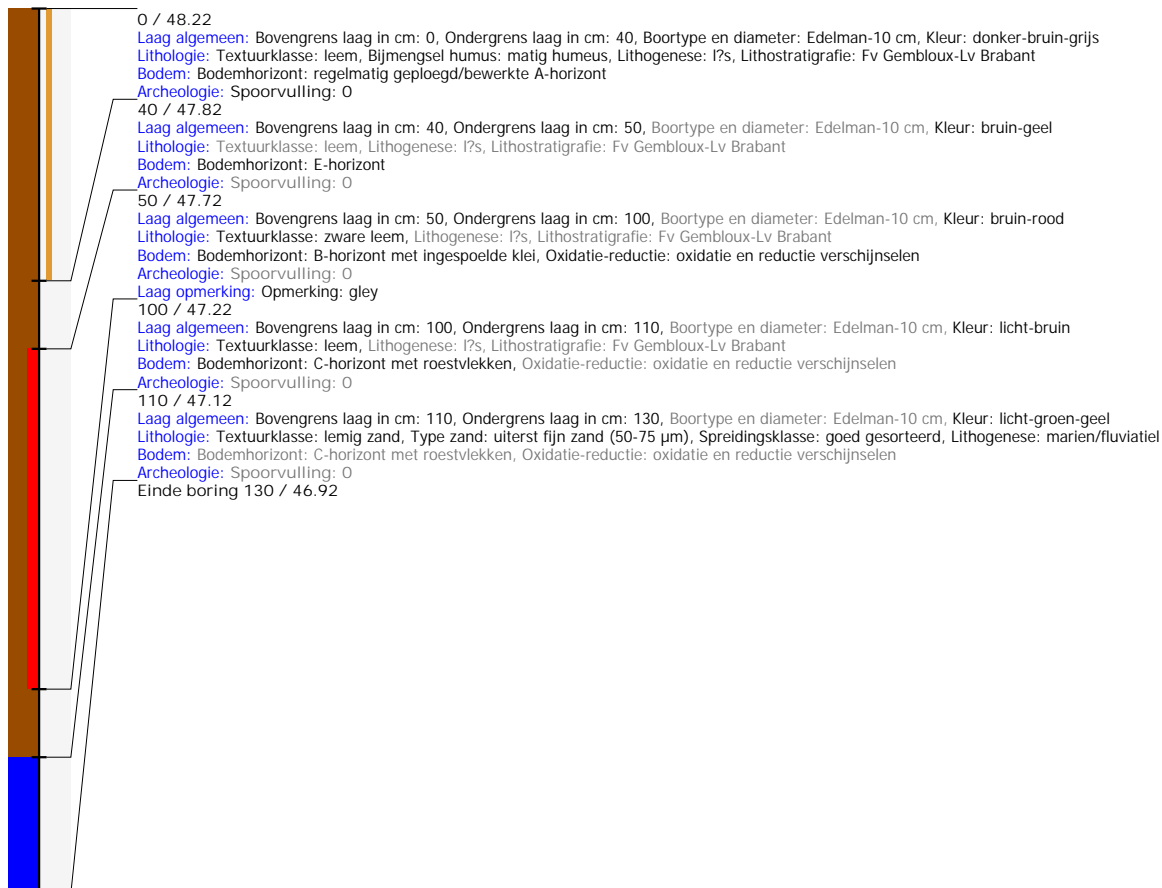 0 / 48.22
Laag algemeen: Bovengrens laag in cm: 0, Ondergrens laag in cm: 40, Boortype en diameter: Edelman-10 cm, Kleur: donker-bruin-grijs
Lithologie: Textuurklasse: leem, Bijmengsel humus: matig humeus, Lithogenese: l?s, Lithostratigrafie: Fv Gembloux-Lv Brabant
Bodem: Bodemhorizont: regelmatig geploegd/bewerkte A-horizont
Archeologie: Spoorvulling: 0
40 / 47.82
Laag algemeen: Bovengrens laag in cm: 40, Ondergrens laag in cm: 50, Boortype en diameter: Edelman-10 cm, Kleur: bruin-geel
Lithologie: Textuurklasse: leem, Lithogenese: l?s, Lithostratigrafie: Fv Gembloux-Lv Brabant
Bodem: Bodemhorizont: E-horizont
Archeologie: Spoorvulling: 0
50 / 47.72
Laag algemeen: Bovengrens laag in cm: 50, Ondergrens laag in cm: 100, Boortype en diameter: Edelman-10 cm, Kleur: bruin-rood
Lithologie: Textuurklasse: zware leem, Lithogenese: l?s, Lithostratigrafie: Fv Gembloux-Lv Brabant
Bodem: Bodemhorizont: B-horizont met ingespoelde klei, Oxidatie-reductie: oxidatie en reductie verschijnselen
Archeologie: Spoorvulling: 0
Laag opmerking: Opmerking: gley
100 / 47.22
Laag algemeen: Bovengrens laag in cm: 100, Ondergrens laag in cm: 110, Boortype en diameter: Edelman-10 cm, Kleur: licht-bruin
Lithologie: Textuurklasse: leem, Lithogenese: l?s, Lithostratigrafie: Fv Gembloux-Lv Brabant
Bodem: Bodemhorizont: C-horizont met roestvlekken, Oxidatie-reductie: oxidatie en reductie verschijnselen
Archeologie: Spoorvulling: 0
110 / 47.12
Laag algemeen: Bovengrens laag in cm: 110, Ondergrens laag in cm: 130, Boortype en diameter: Edelman-10 cm, Kleur: licht-groen-geel
Lithologie: Textuurklasse: lemig zand, Type zand: uiterst fijn zand (50-75 µm), Spreidingsklasse: goed gesorteerd, Lithogenese: marien/fluviatiel
Bodem: Bodemhorizont: C-horizont met roestvlekken, Oxidatie-reductie: oxidatie en reductie verschijnselen
Archeologie: Spoorvulling: 0
Einde boring 130 / 46.92